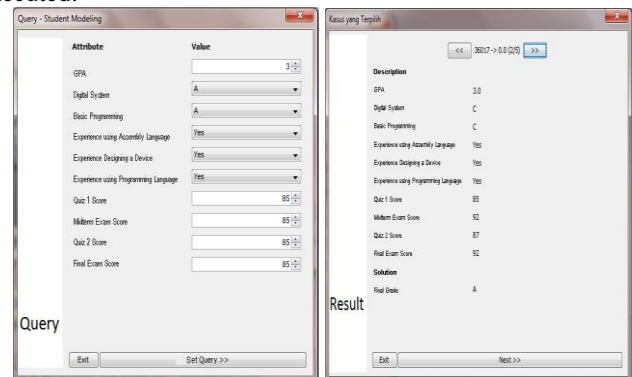 Query - Student Modeling
Attribute Value
GPA 3
Digital System A
Basic Programming A
Experience using Assembly Language Yes
Experience Designing a Device Yes
Experience using Programming Language Yes
Quiz 1 Score 85
Midterm Exam Score 85
Quiz 2 Score 85
Final Exam Score 85
Query
Exit Set Query >>
Kasus yang Terpilih
<< 36017 -> 0.0 (2/5) >>
Description
GPA 3.0
Digital System C
Basic Programming C
Experience using Assembly Language Yes
Experience Designing a Device Yes
Experience using Programming Language Yes
Quiz 1 Score 85
Midterm Exam Score 92
Quiz 2 Score 87
Final Exam Score 92
Solution
Final Grade A
Result
Exit Next >>